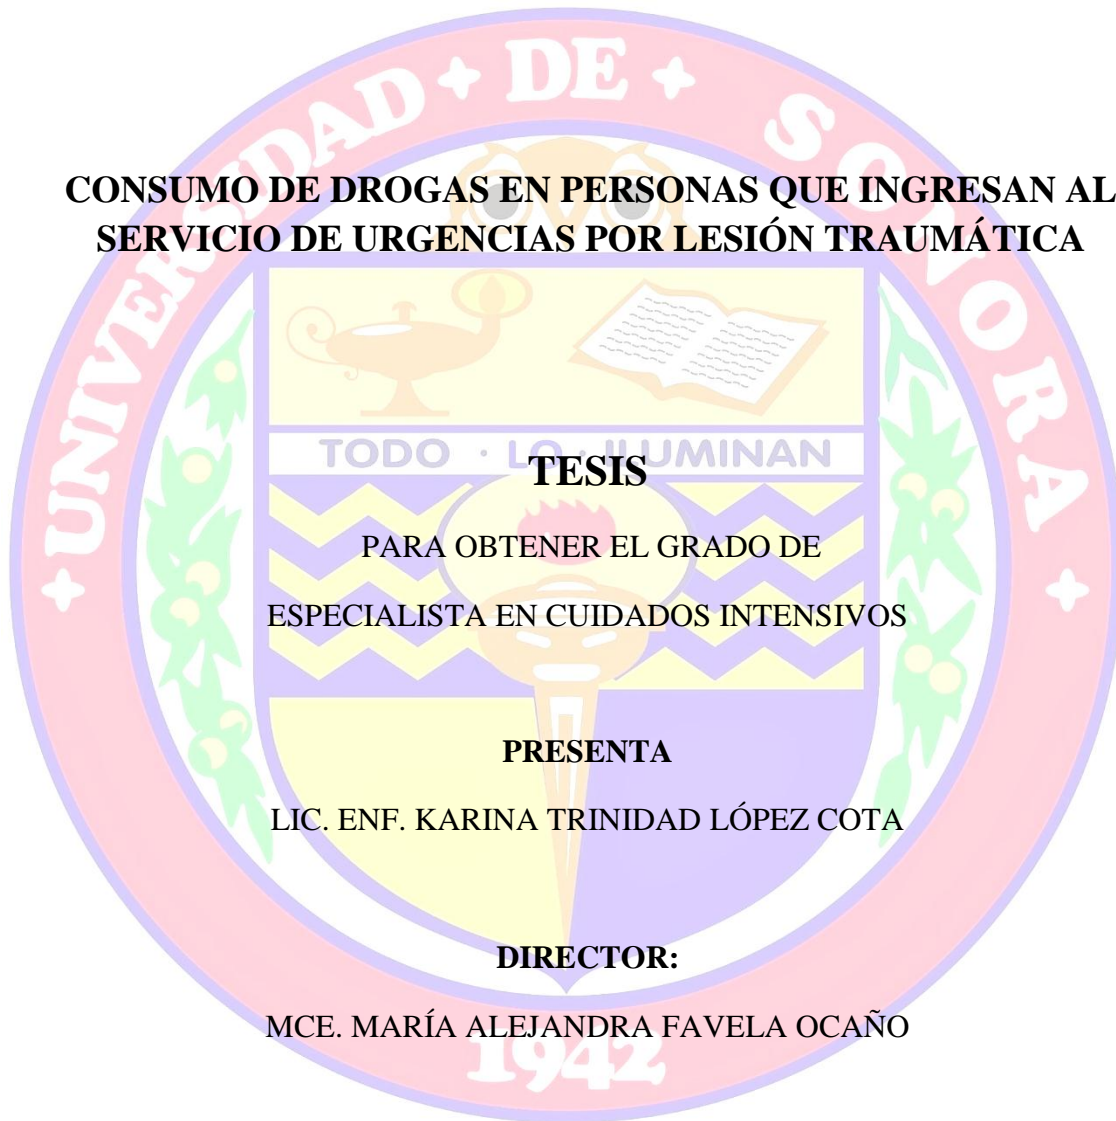 UNIVERSDAD DE SONORA
CONSUMO DE DROGAS EN PERSONAS QUE INGRESAN AL
SERVICIO DE URGENCIAS POR LESIÓN TRAUMÁTICA
TODO · LO · ILUMINAN
TESIS
PARA OBTENER EL GRADO DE
ESPECIALISTA EN CUIDADOS INTENSIVOS
PRESENTA
LIC. ENF. KARINA TRINIDAD LÓPEZ COTA
DIRECTOR:
MCE. MARÍA ALEJANDRA FAVELA OCAÑO
1942